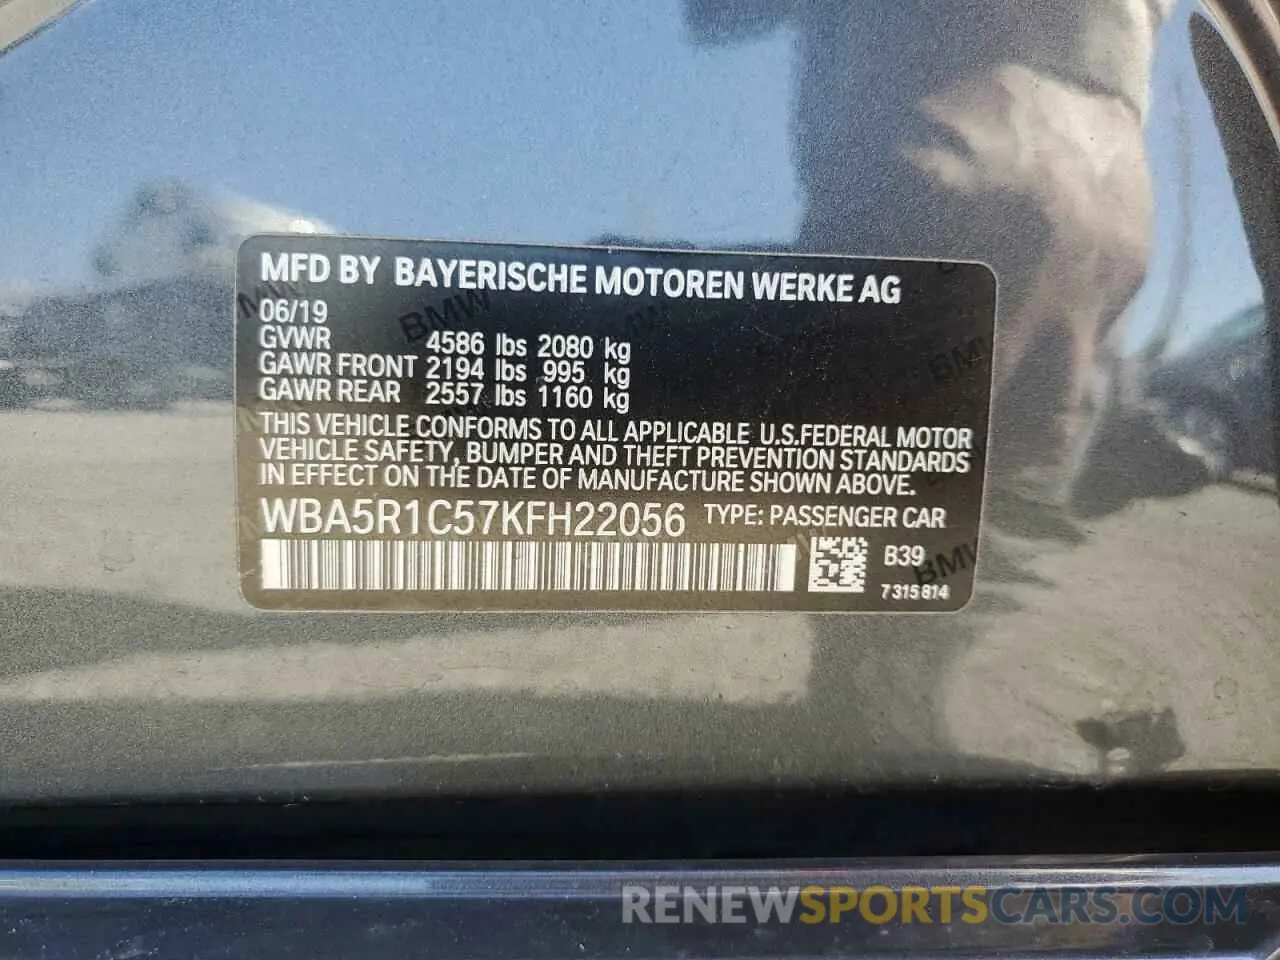 MFD BY BAYERISCHE MOTOREN WERKE AG
06/19
GVWR 4586 lbs 2080 kg
GAWR FRONT 2194 lbs 995 kg
GAWR REAR 2557 lbs 1160 kg
THIS VEHICLE CONFORMS TO ALL APPLICABLE U.S.FEDERAL MOTOR
VEHICLE SAFETY, BUMPER AND THEFT PREVENTION STANDARDS
IN EFFECT ON THE DATE OF MANUFACTURE SHOWN ABOVE.
WBA5R1C57KFH22056 TYPE: PASSENGER CAR
B39
7315814
RENEWSPORTSCARS.COM